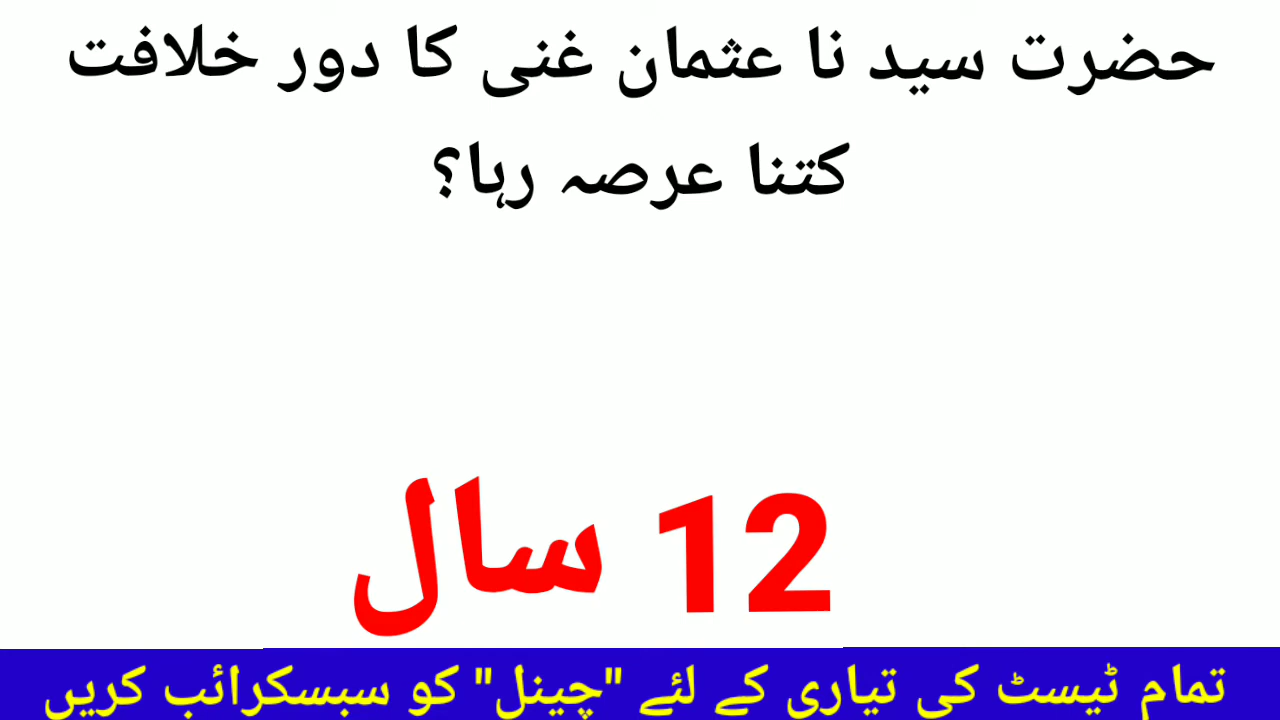 حضرت سید نا عثمان غنی کا دور خلافت
کتنا عرصہ رہا؟
12 سال
تمام ٹیسٹ کی تیاری کے لئے "چینل" کو سبسکرائب کریں